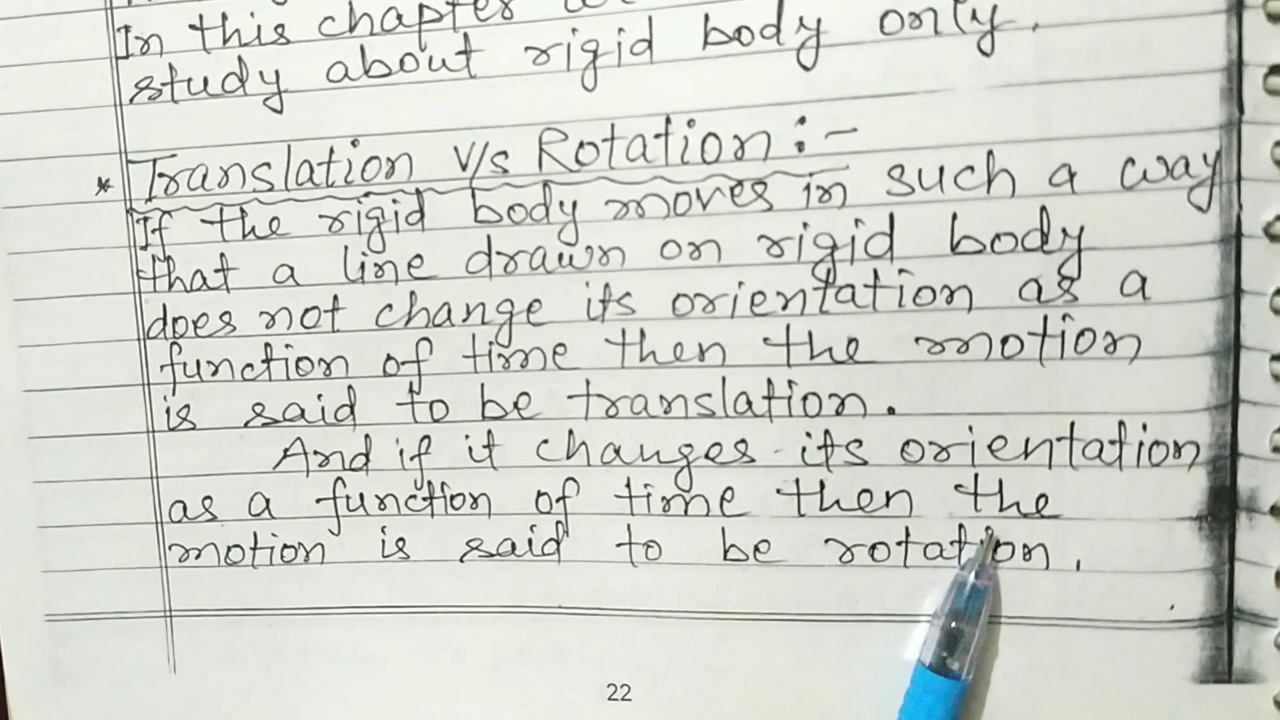 In this chapter
study about rigid body only.
* Translation v/s Rotation :-
If the rigid body moves in such a way
that a line drawn on rigid body
does not change its orientation as a
function of time then the motion
is said to be translation.
And if it changes its orientation
as a function of time then the
motion is said to be rotation.
22